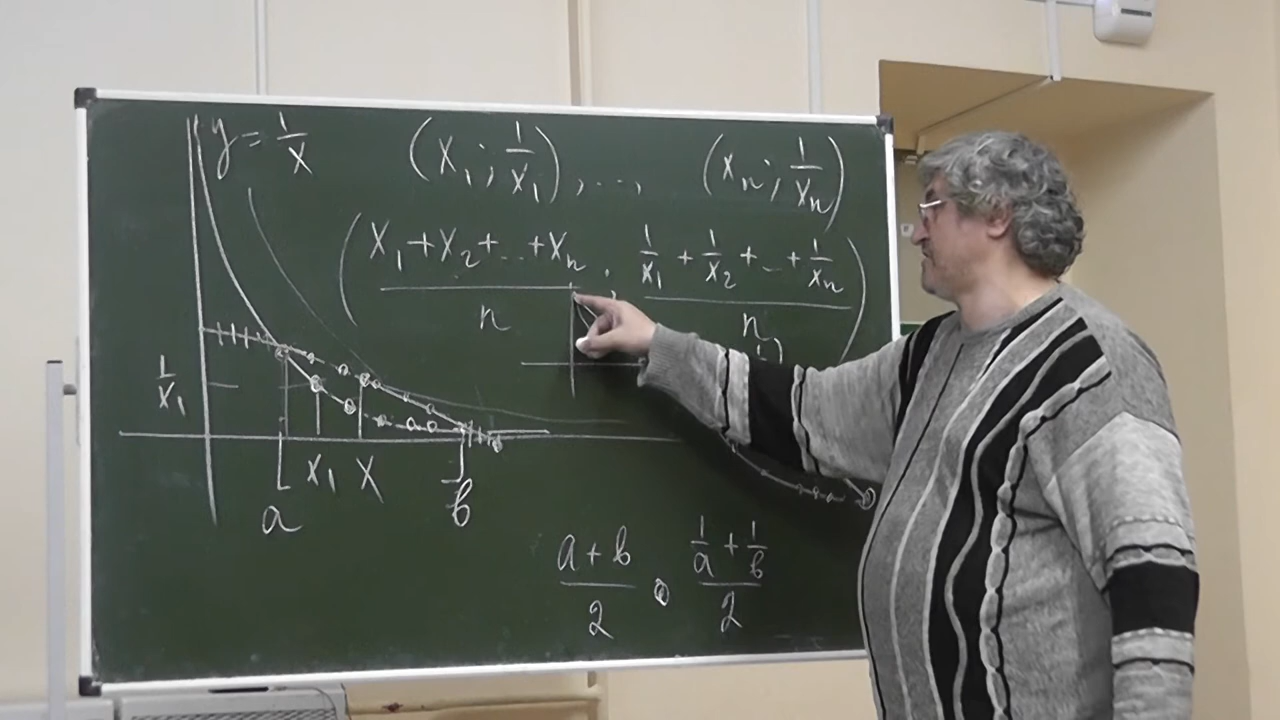 y = 1/x (x₁; 1/x₁), ..., (xₙ; 1/xₙ)
((x₁+x₂+...+xₙ)/n ; (1/x₁ + 1/x₂ + ... + 1/xₙ)/n)
1/x₁
x₁ x
a в
(a+в)/2 · (1/a + 1/в)/2